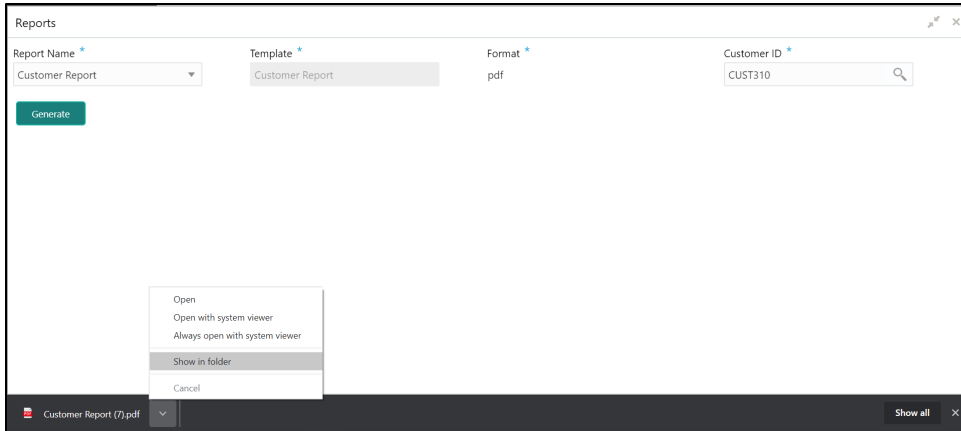 Reports
Report Name *
Template *
Format *
Customer ID *
Customer Report
Customer Report
pdf
CUST310
Generate
Open
Open with system viewer
Always open with system viewer
Show in folder
Cancel
Customer Report (7).pdf
Show all